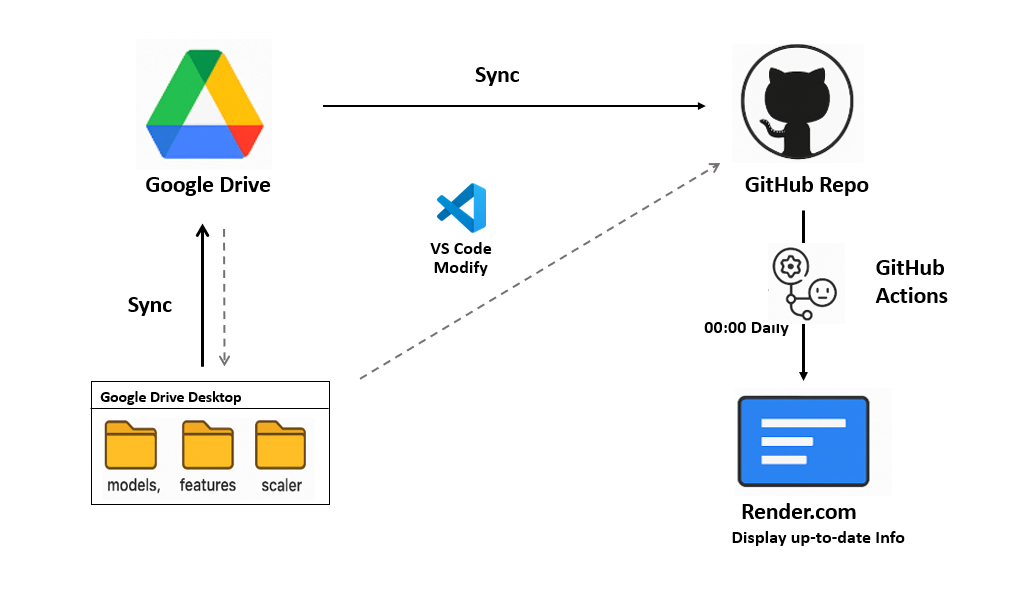 Sync
Google Drive
GitHub Repo
VS Code
Modify
GitHub
Actions
Sync
00:00 Daily
Google Drive Desktop
models,
features
scaler
Render.com
Display up-to-date Info